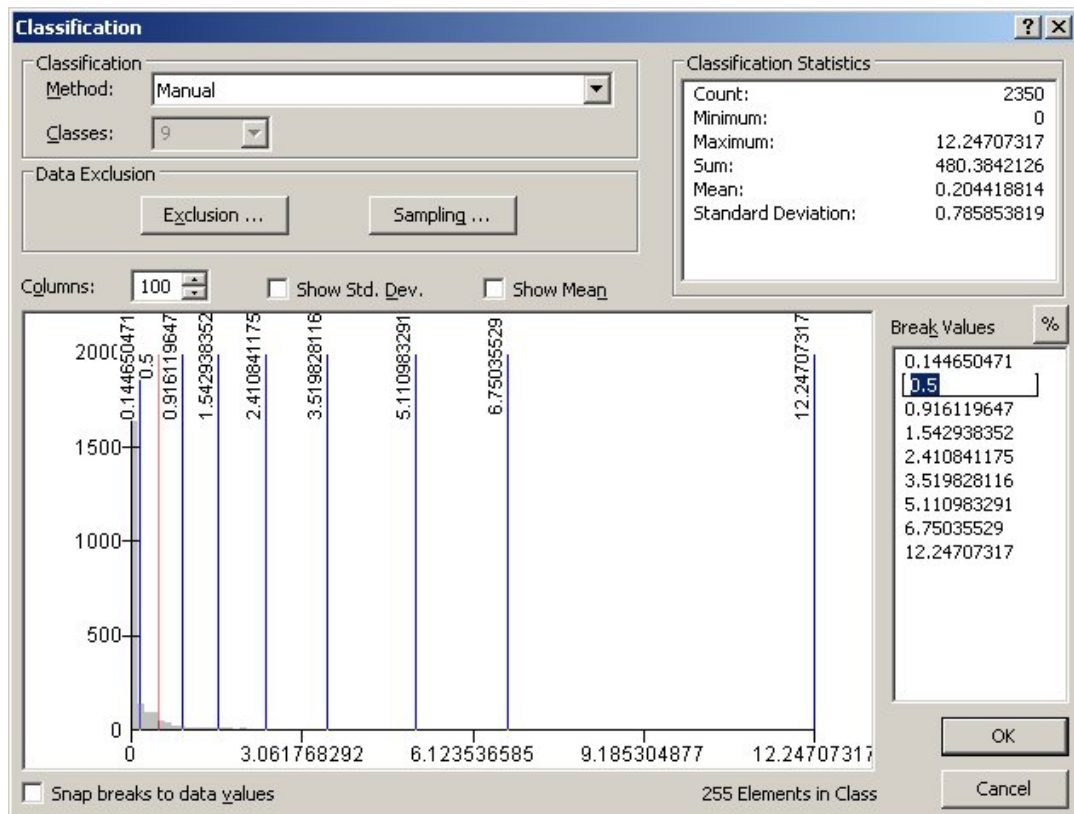 Classification
Classification
Method: Manual
Classes: 9
Data Exclusion
Exclusion ...
Sampling ...
Classification Statistics
Count: 2350
Minimum: 0
Maximum: 12.24707317
Sum: 480.3842126
Mean: 0.204418814
Standard Deviation: 0.785853819
Columns: 100 Show Std. Dev. Show Mean
Break Values %
0.144650471
0.5
0.916119647
1.542938352
2.410841175
3.519828116
5.110983291
6.75035529
12.24707317
0.144650471
0.5
0.916119647
1.542938352
2.410841175
3.519828116
5.110983291
6.75035529
12.24707317
2000
1500
1000
500
0
0 3.061768292 6.123536585 9.185304877 12.24707317
OK
Cancel
Snap breaks to data values
255 Elements in Class